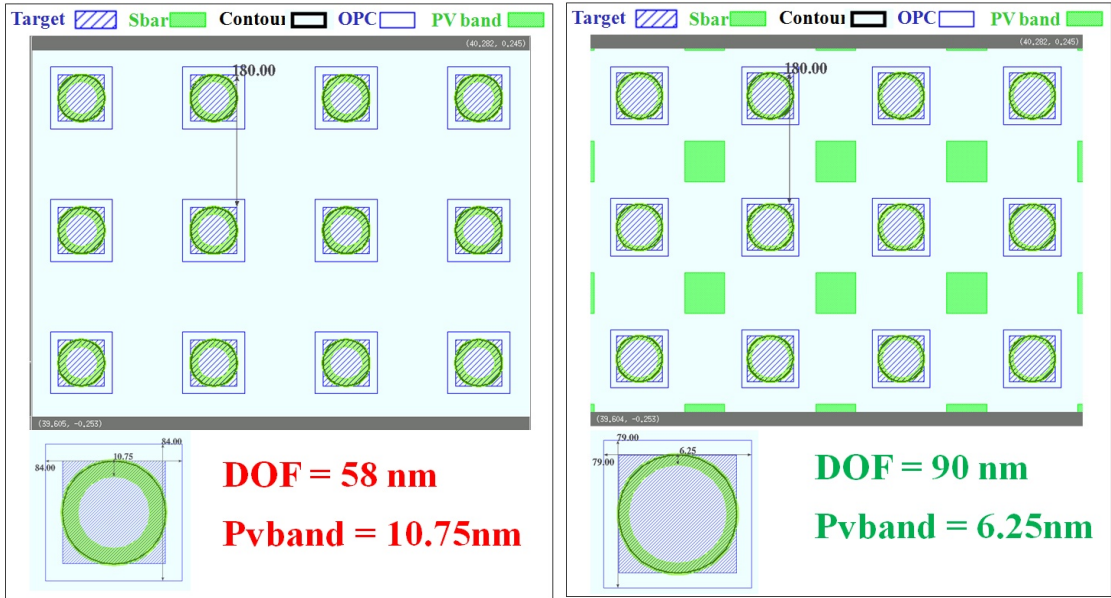 Target Sbar Contour OPC PV band
(40.282, 0.245)
180.00
(39.605, -0.253)
84.00
10.75
84.00
DOF = 58 nm
Pvband = 10.75nm
Target Sbar Contour OPC PV band
(40.282, 0.245)
180.00
(39.604, -0.253)
79.00
6.25
79.00
DOF = 90 nm
Pvband = 6.25nm